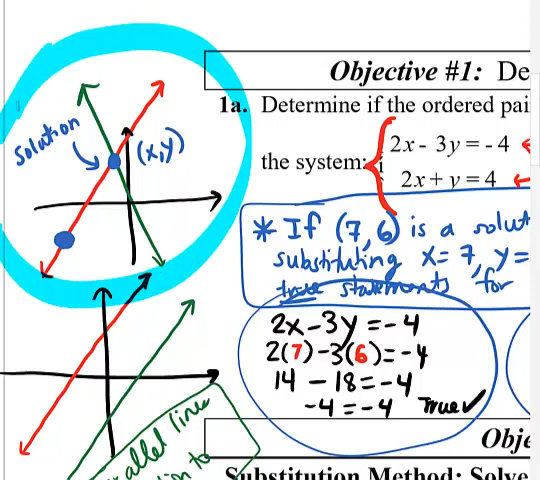 Objective #1: De
1a. Determine if the ordered pai
the system:
2x - 3y = - 4
2x + y = 4
Solution
(x,y)
* If (7,6) is a solut
substituting x=7, y=
true statements for
2x-3y=-4
2(7)-3(6)=-4
14 - 18 = -4
-4 = -4 True✓
allel lines
to
Obje
Substitution Method: Solve